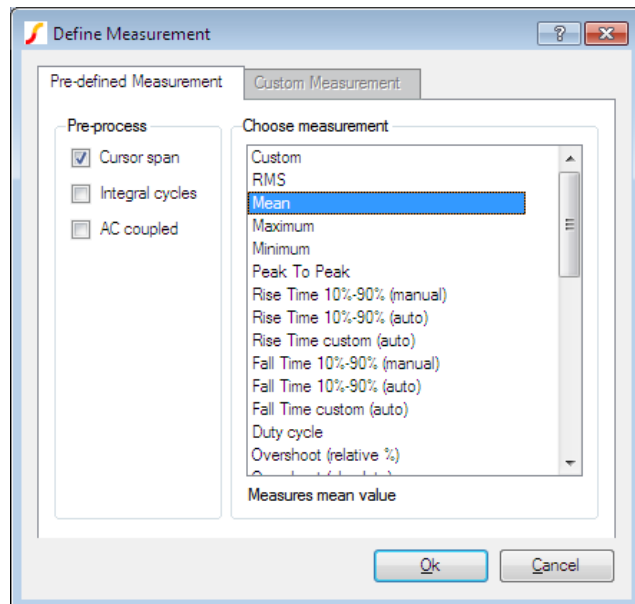 Define Measurement
?
Pre-defined Measurement
Custom Measurement
Pre-process
Cursor span
Integral cycles
AC coupled
Choose measurement
Custom
RMS
Mean
Maximum
Minimum
Peak To Peak
Rise Time 10%-90% (manual)
Rise Time 10%-90% (auto)
Rise Time custom (auto)
Fall Time 10%-90% (manual)
Fall Time 10%-90% (auto)
Fall Time custom (auto)
Duty cycle
Overshoot (relative %)
Measures mean value
Ok
Cancel